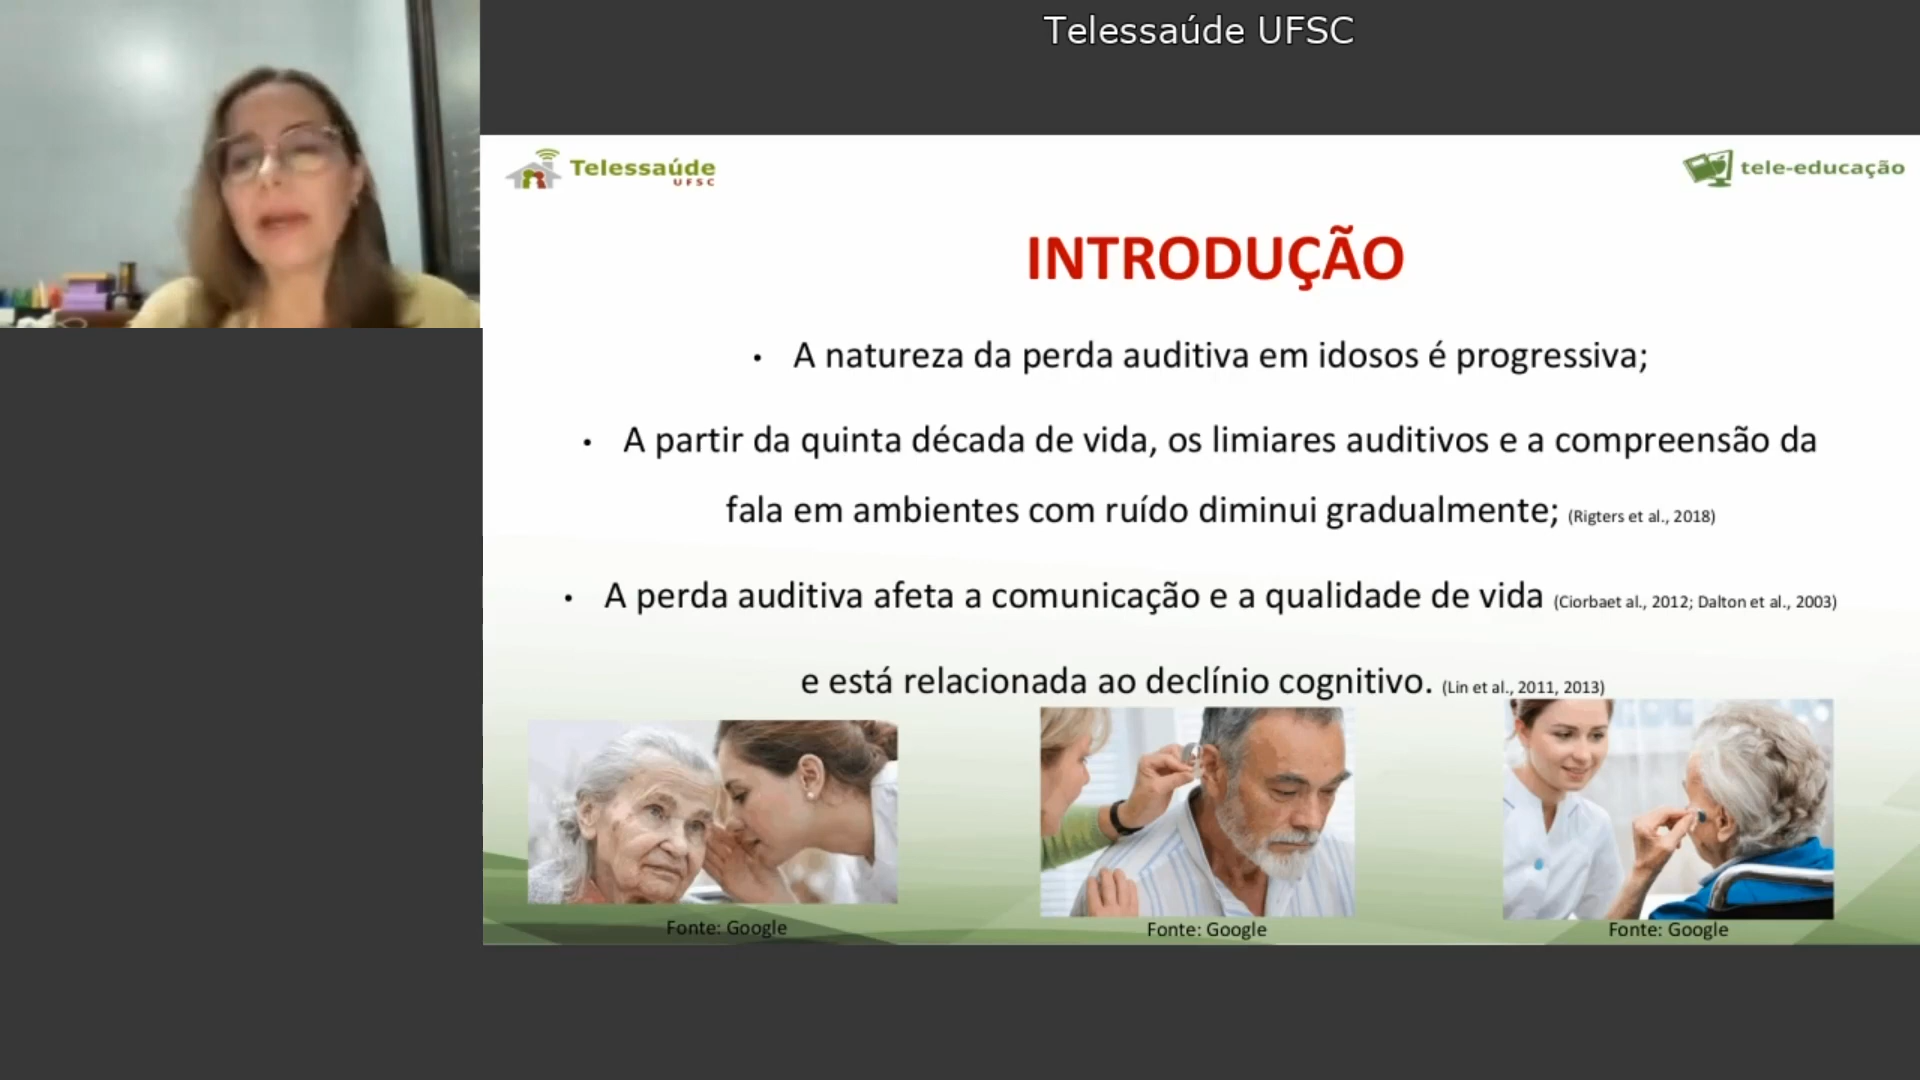 Telessaúde UFSC
Telessaúde
UFSC
tele-educação
INTRODUÇÃO
• A natureza da perda auditiva em idosos é progressiva;
• A partir da quinta década de vida, os limiares auditivos e a compreensão da
fala em ambientes com ruído diminui gradualmente; (Rigters et al., 2018)
• A perda auditiva afeta a comunicação e a qualidade de vida (Ciorbaet al., 2012; Dalton et al., 2003)
e está relacionada ao declínio cognitivo. (Lin et al., 2011, 2013)
Fonte: Google
Fonte: Google
Fonte: Google